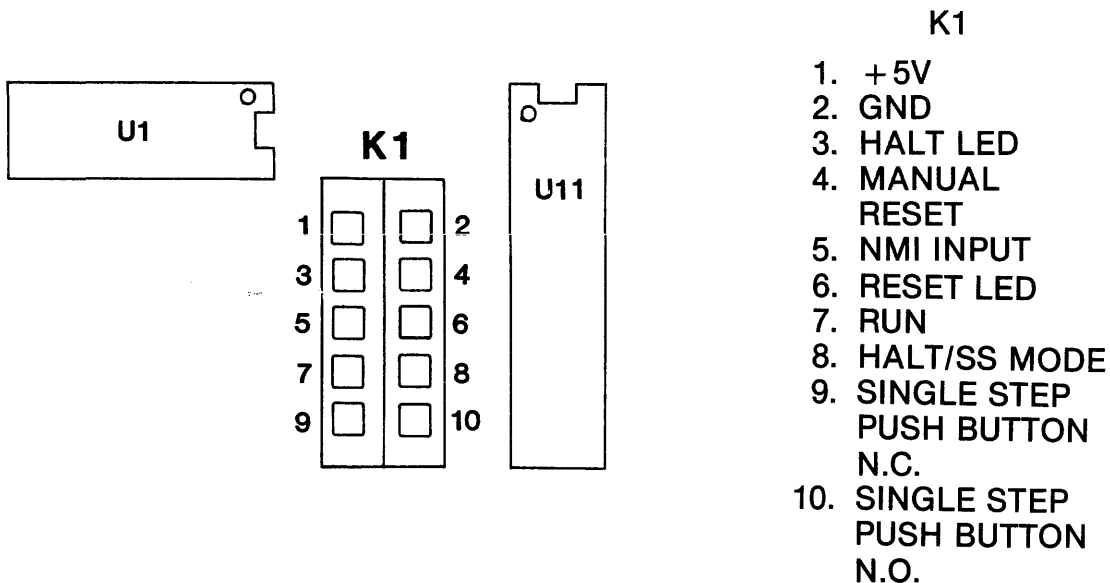 U1
K1
1 2
3 4
5 6
7 8
9 10
U11
K1
1. +5V
2. GND
3. HALT LED
4. MANUAL
RESET
5. NMI INPUT
6. RESET LED
7. RUN
8. HALT/SS MODE
9. SINGLE STEP
PUSH BUTTON
N.C.
10. SINGLE STEP
PUSH BUTTON
N.O.